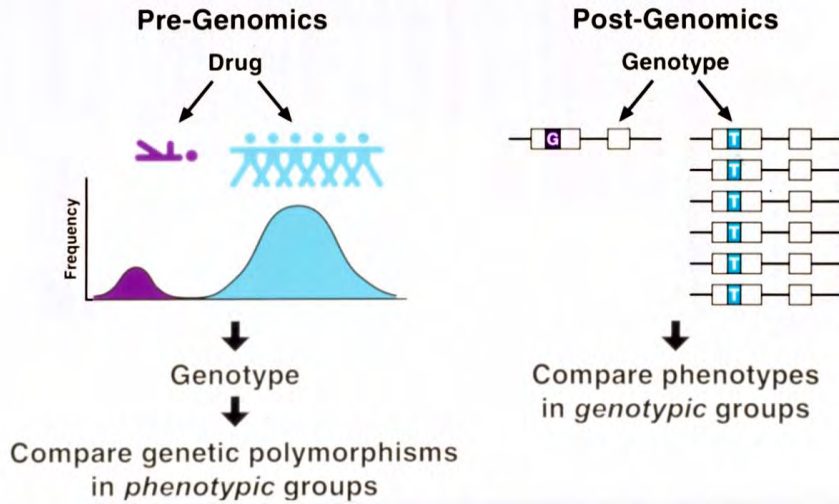 Pre-Genomics
Drug
Frequency
Genotype
Compare genetic polymorphisms
in phenotypic groups
Post-Genomics
Genotype
G
T
T
T
T
T
T
Compare phenotypes
in genotypic groups